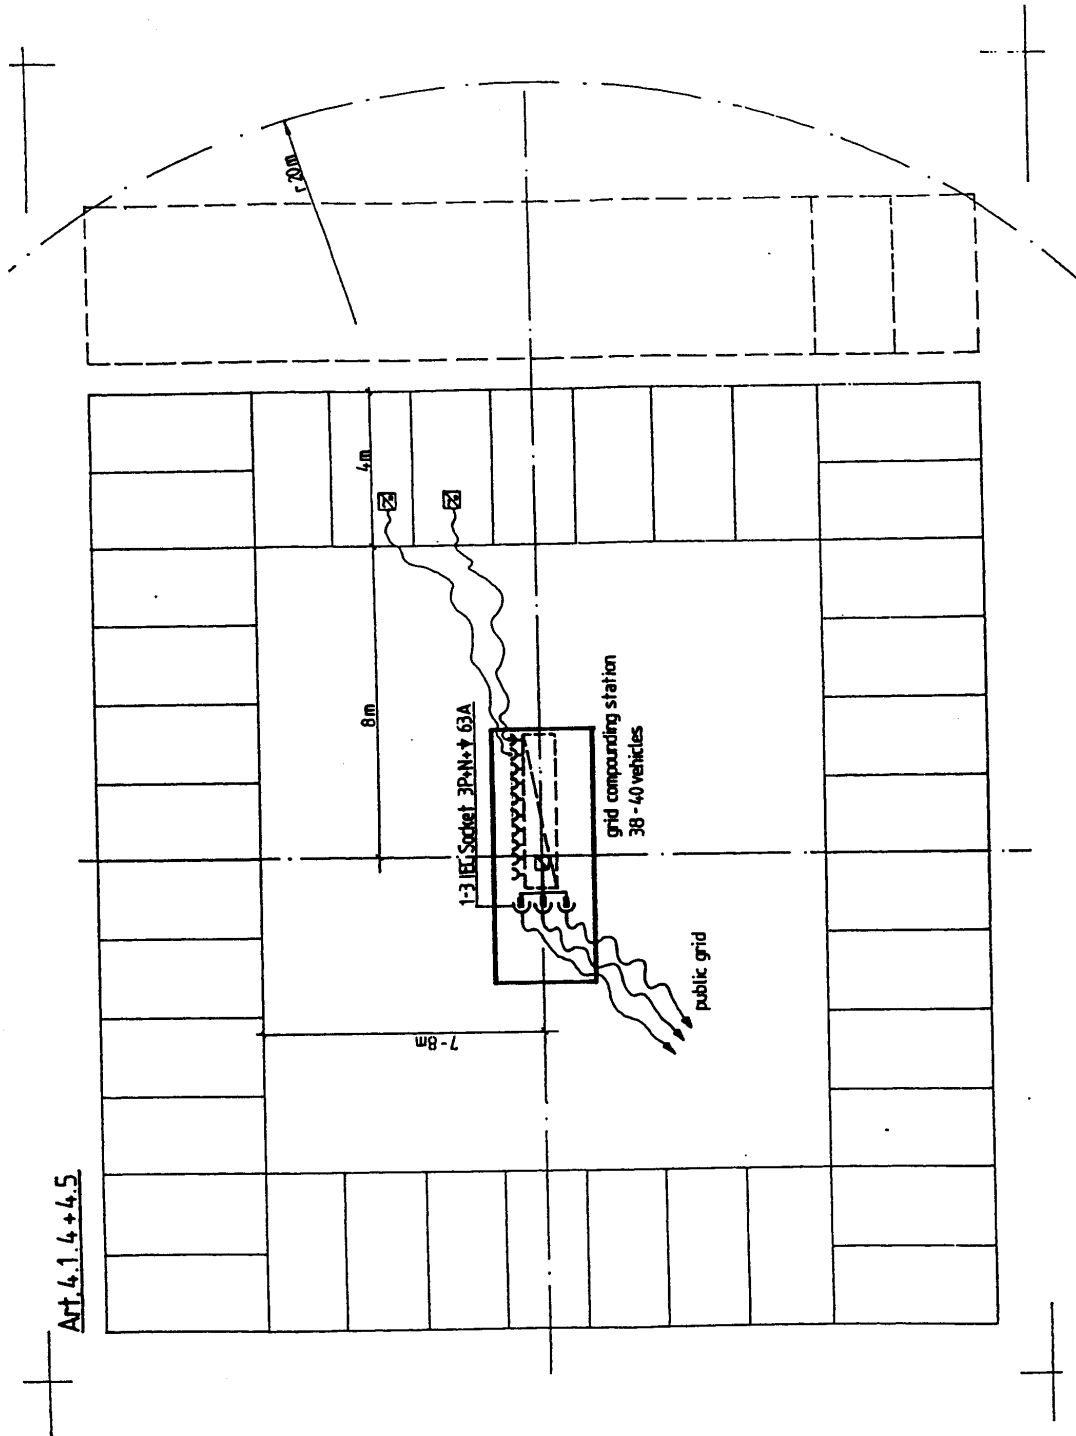 Art. 4.1.4 + 4.5
r 20m
4m
8m
1-3 IEC Socket 3P+N+⏚ 63A
grid compounding station
38 - 40 vehicles
7-8m
public grid